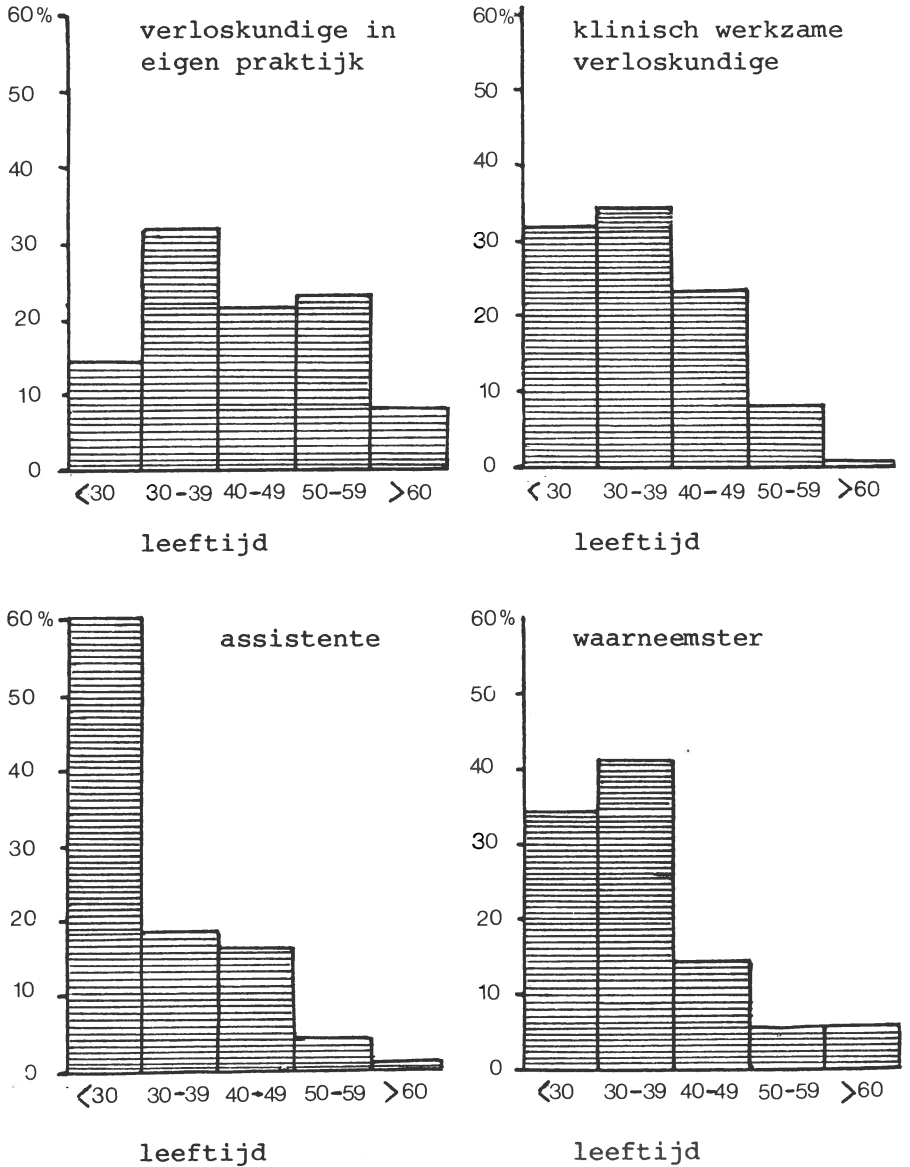 verloskundige in
eigen praktijk
60%
50
40
30
20
10
0
<30 30-39 40-49 50-59 >60
leeftijd
klinisch werkzame
verloskundige
60%
50
40
30
20
10
0
<30 30-39 40-49 50-59 >60
leeftijd
assistente
60%
50
40
30
20
10
0
<30 30-39 40-49 50-59 >60
leeftijd
waarneemster
60%
50
40
30
20
10
0
<30 30-39 40-49 50-59 >60
leeftijd